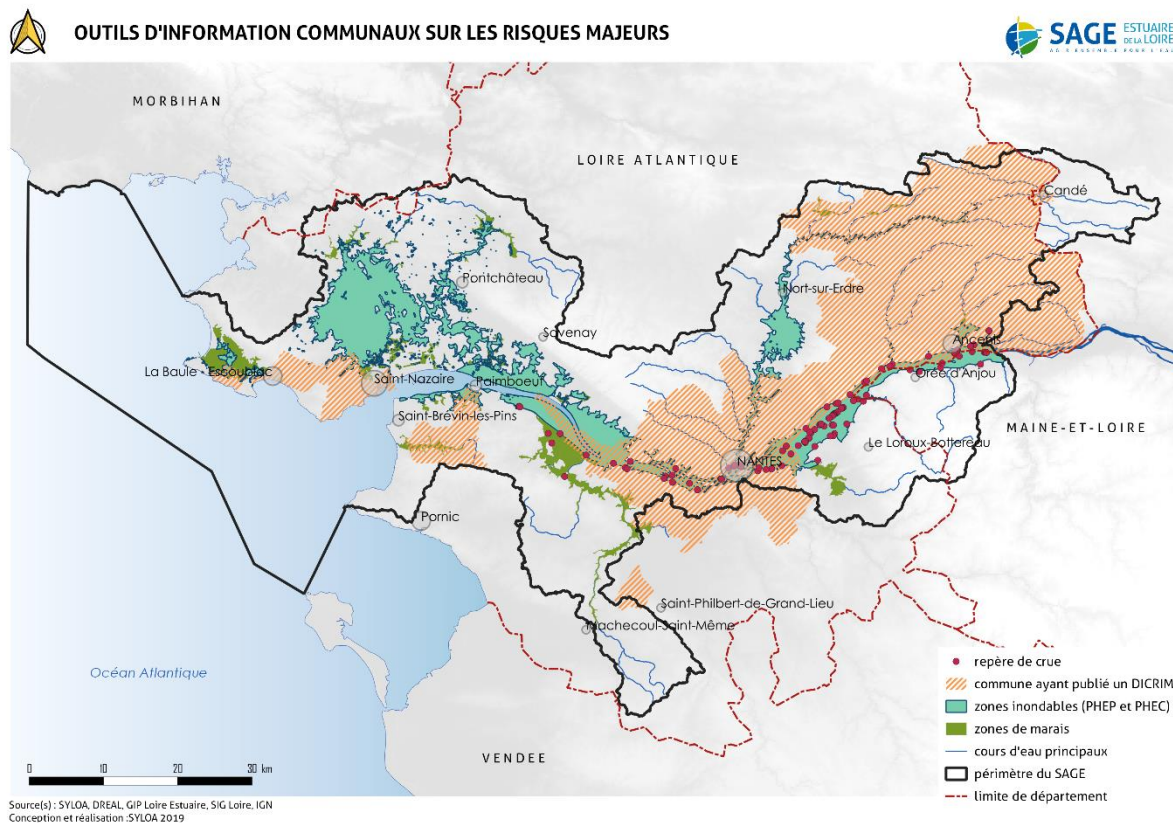 OUTILS D'INFORMATION COMMUNAUX SUR LES RISQUES MAJEURS
SAGE ESTUAIRE DE LA LOIRE
MORBIHAN
LOIRE ATLANTIQUE
Candé
Pontchâteau
Nort-sur-Erdre
Savenay
Ancenis
La Baule - Escoublac
Saint-Nazaire
Paimboeuf
Orée d'Anjou
Saint-Brévin-les-Pins
MAINE-ET-LOIRE
Le Loroux-Bottereau
NANTES
Pornic
Saint-Philbert-de-Grand-Lieu
Machecoul-Saint-Même
Océan Atlantique
VENDEE
repère de crue
commune ayant publié un DICRIM
zones inondables (PHEP et PHEC)
zones de marais
cours d'eau principaux
périmètre du SAGE
limite de département
0 10 20 30 km
Source(s) : SYLOA, DREAL, GIP Loire Estuaire, SIG Loire, IGN
Conception et réalisation :SYLOA 2019